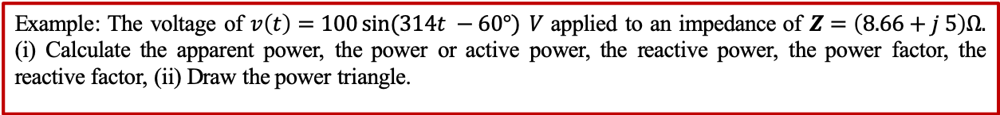 Example: The voltage of v(t) = 100 sin(314t − 60°) V applied to an impedance of Z = (8.66 + j 5)Ω.
(i) Calculate the apparent power, the power or active power, the reactive power, the power factor, the
reactive factor, (ii) Draw the power triangle.